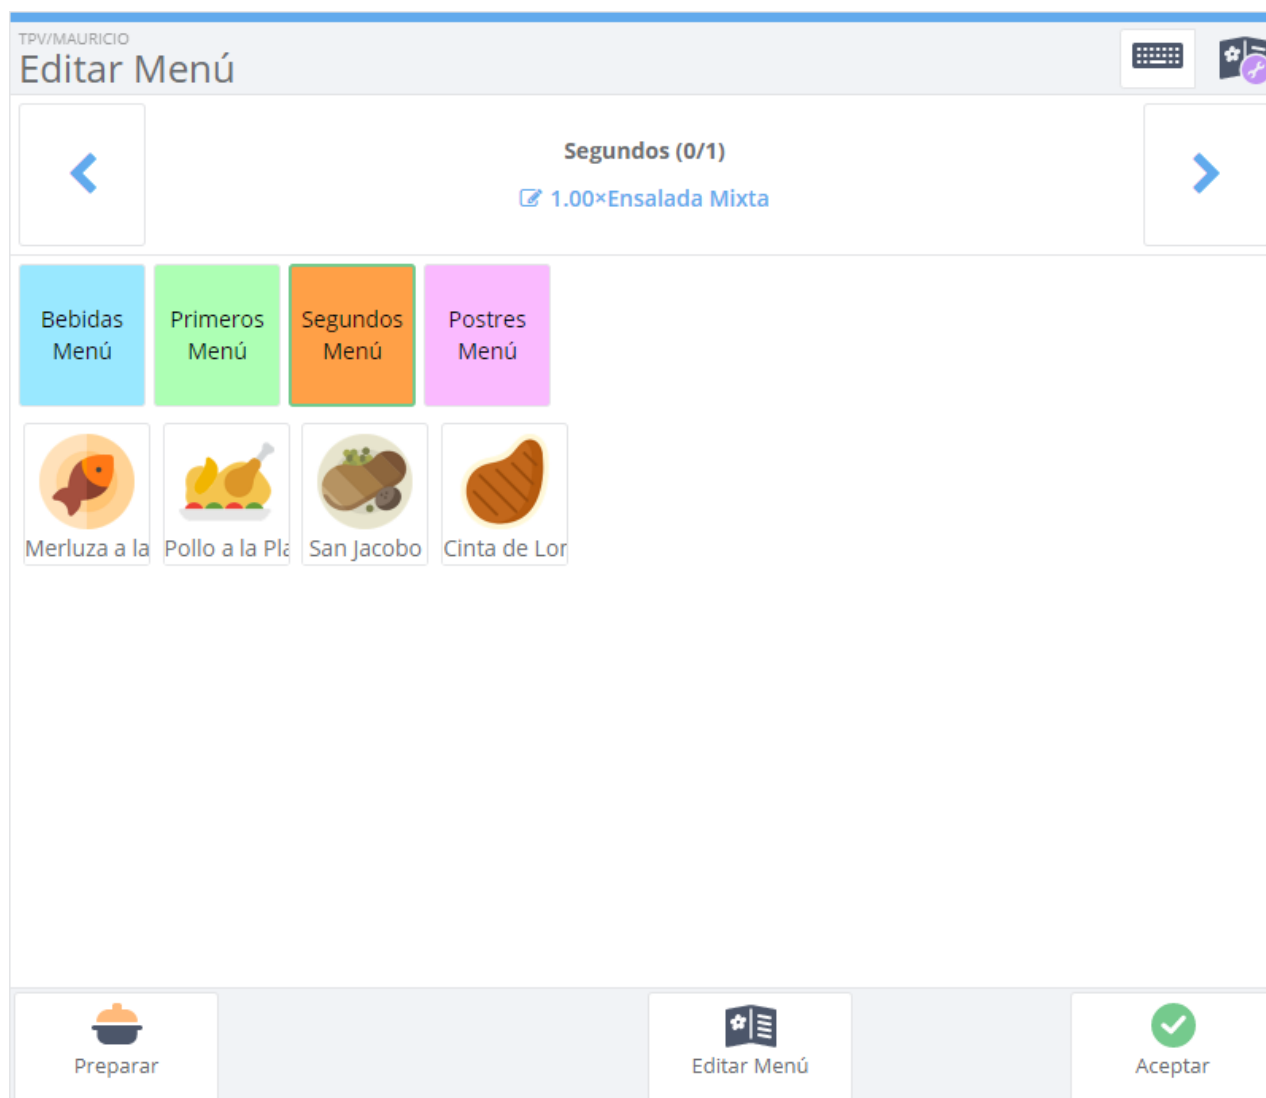 TPV/MAURICIO
Editar Menú
Segundos (0/1)
1.00×Ensalada Mixta
Bebidas
Menú
Primeros
Menú
Segundos
Menú
Postres
Menú
Merluza a la
Pollo a la Pla
San Jacobo
Cinta de Lor
Preparar
Editar Menú
Aceptar